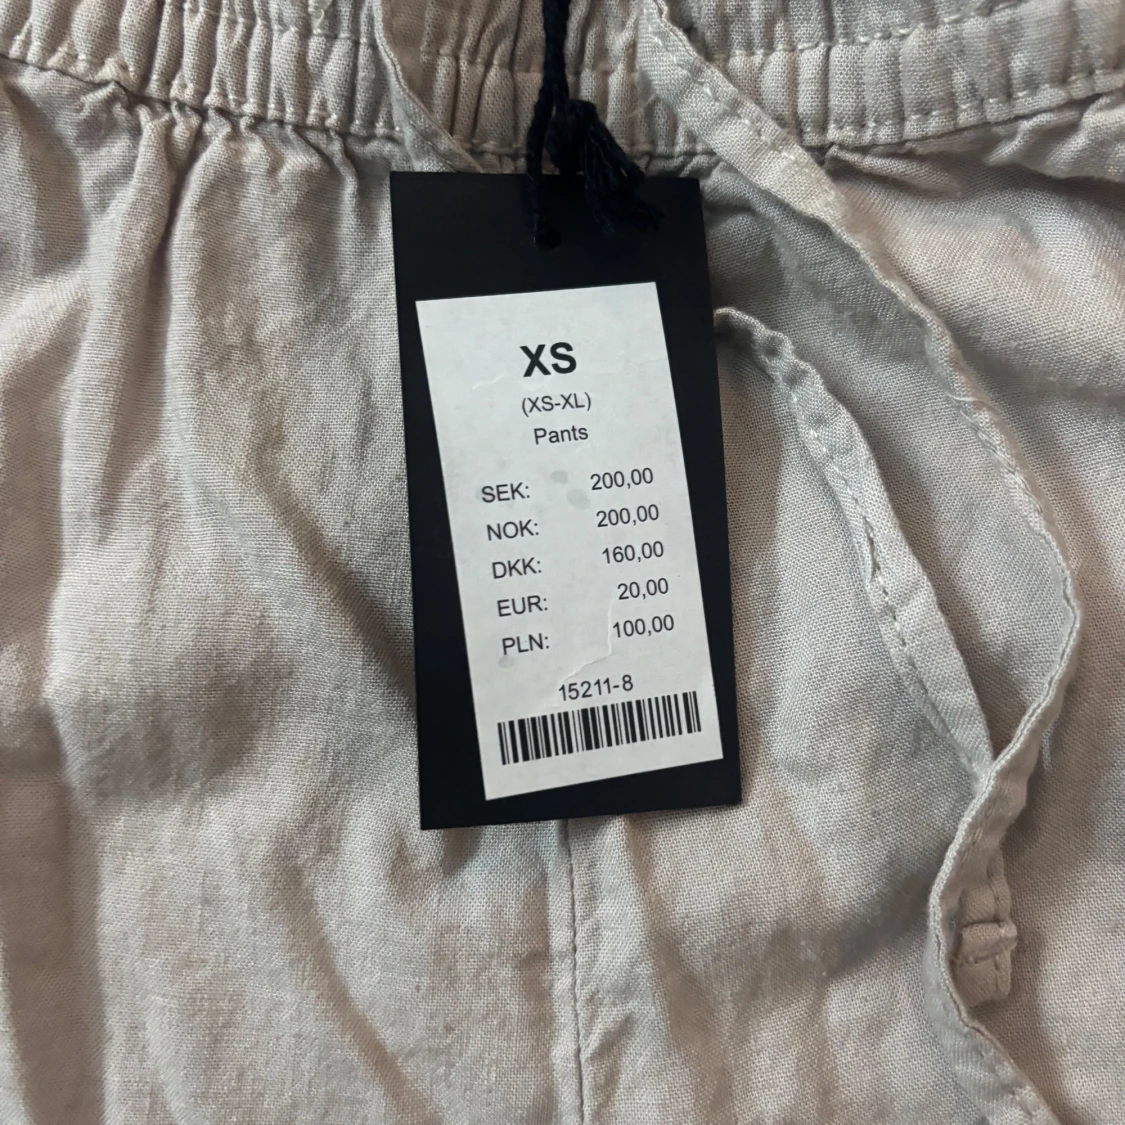 XS
(XS-XL)
Pants
SEK: 200,00
NOK: 200,00
DKK: 160,00
EUR: 20,00
PLN: 100,00
15211-8